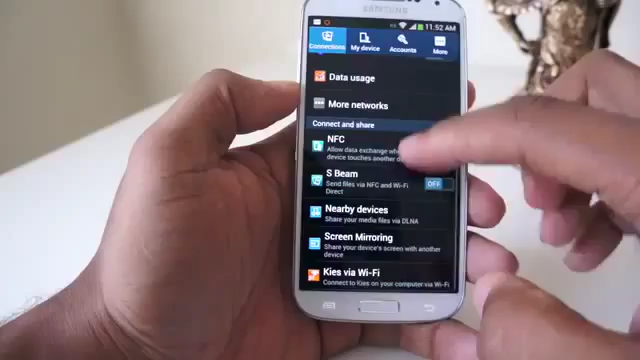 SAMSUNG
11:52 AM
Connections
My device
Accounts
More
Data usage
More networks
Connect and share
NFC
Allow data exchange
device touches another
S Beam
Send files via NFC and Wi-Fi
Direct
OFF
Nearby devices
Share your media files via DLNA
Screen Mirroring
Share your device's screen with another
device
Kies via Wi-Fi
Connect to Kies on your computer via Wi-Fi